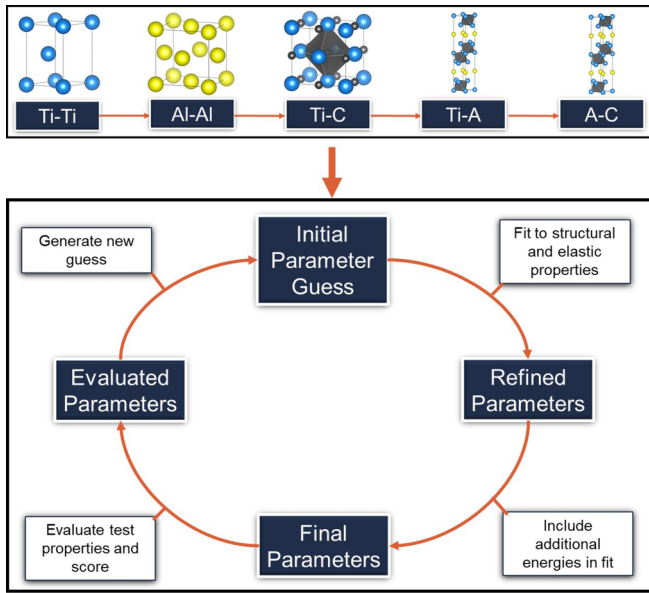 Ti-Ti
Al-Al
Ti-C
Ti-A
A-C
Initial
Parameter
Guess
Generate new
guess
Fit to structural
and elastic
properties
Evaluated
Parameters
Refined
Parameters
Evaluate test
properties and
score
Final
Parameters
Include
additional
energies in fit